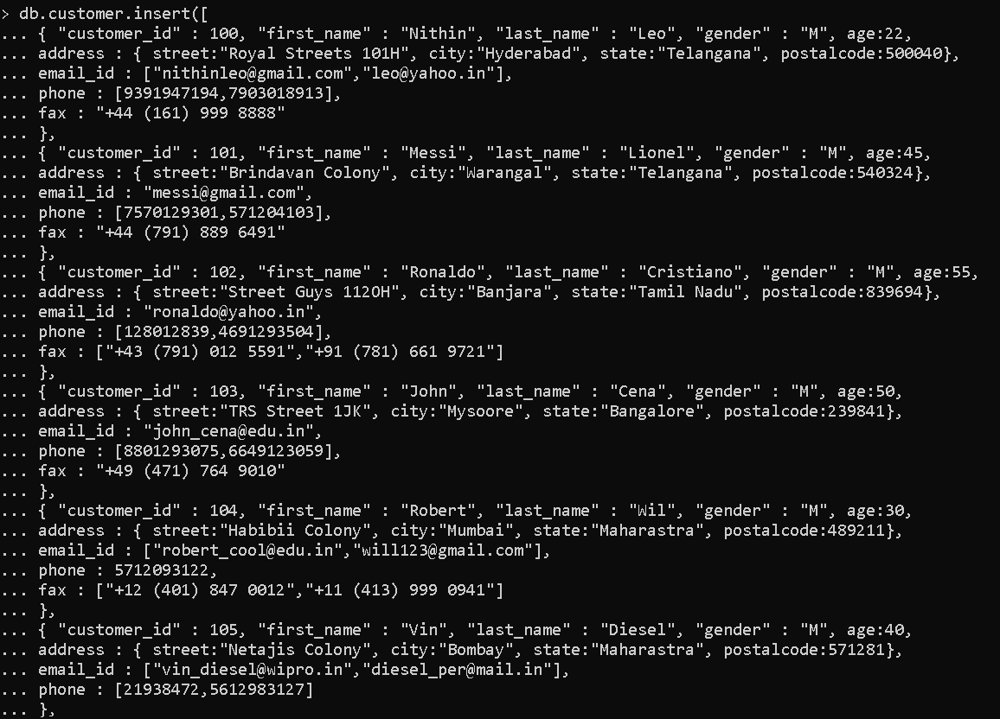 > db.customer.insert([
... { "customer_id" : 100, "first_name" : "Nithin", "last_name" : "Leo", "gender" : "M", age:22,
... address : { street:"Royal Streets 101H", city:"Hyderabad", state:"Telangana", postalcode:500040},
... email_id : ["nithinleo@gmail.com","leo@yahoo.in"],
... phone : [9391947194,7903018913],
... fax : "+44 (161) 999 8888"
... },
... { "customer_id" : 101, "first_name" : "Messi", "last_name" : "Lionel", "gender" : "M", age:45,
... address : { street:"Brindavan Colony", city:"Warangal", state:"Telangana", postalcode:540324},
... email_id : "messi@gmail.com",
... phone : [7570129301,571204103],
... fax : "+44 (791) 889 6491"
... },
... { "customer_id" : 102, "first_name" : "Ronaldo", "last_name" : "Cristiano", "gender" : "M", age:55,
... address : { street:"Street Guys 112OH", city:"Banjara", state:"Tamil Nadu", postalcode:839694},
... email_id : "ronaldo@yahoo.in",
... phone : [128012839,4691293504],
... fax : ["+43 (791) 012 5591","+91 (781) 661 9721"]
... },
... { "customer_id" : 103, "first_name" : "John", "last_name" : "Cena", "gender" : "M", age:50,
... address : { street:"TRS Street 1JK", city:"Mysoore", state:"Bangalore", postalcode:239841},
... email_id : "john_cena@edu.in",
... phone : [8801293075,6649123059],
... fax : "+49 (471) 764 9010"
... },
... { "customer_id" : 104, "first_name" : "Robert", "last_name" : "Wil", "gender" : "M", age:30,
... address : { street:"Habibii Colony", city:"Mumbai", state:"Maharastra", postalcode:489211},
... email_id : ["robert_cool@edu.in","will123@gmail.com"],
... phone : 5712093122,
... fax : ["+12 (401) 847 0012","+11 (413) 999 0941"]
... },
... { "customer_id" : 105, "first_name" : "Vin", "last_name" : "Diesel", "gender" : "M", age:40,
... address : { street:"Netajis Colony", city:"Bombay", state:"Maharastra", postalcode:571281},
... email_id : ["vin_diesel@wipro.in","diesel_per@mail.in"],
... phone : [21938472,5612983127]
... },